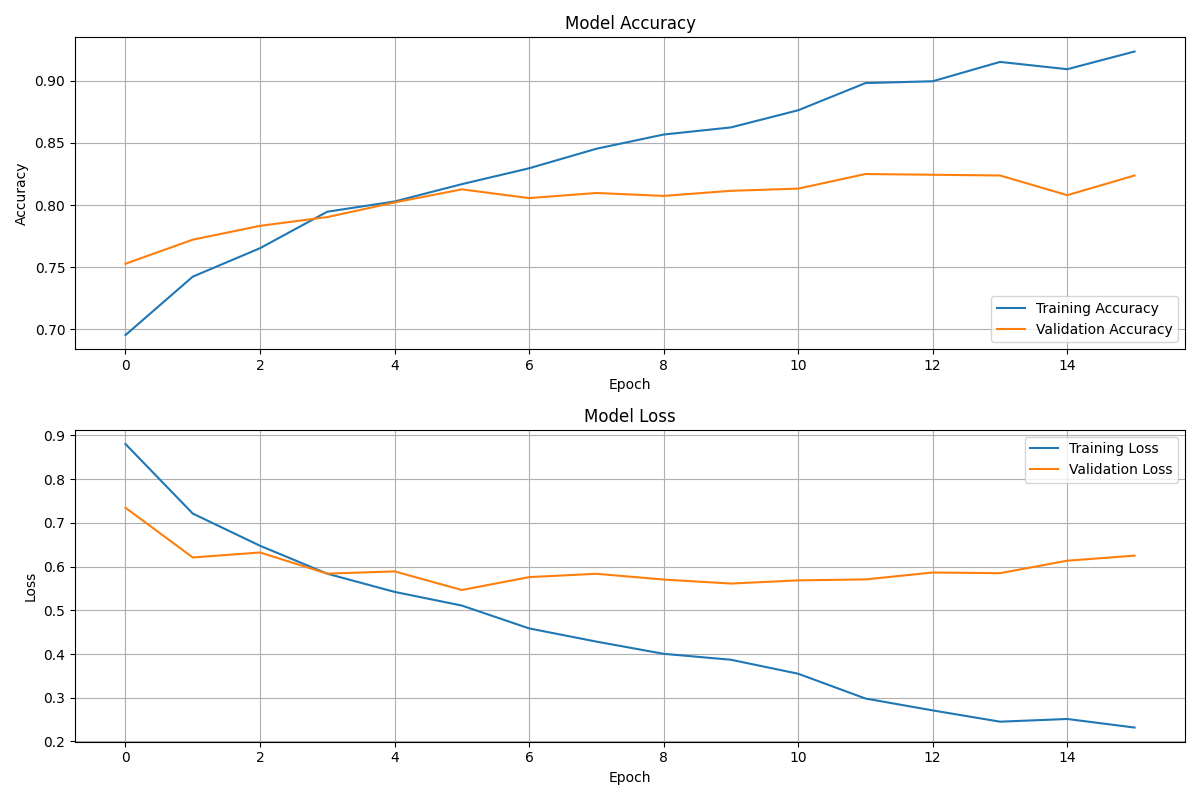 Model Accuracy
Accuracy
0.90
0.85
0.80
0.75
0.70
Training Accuracy
Validation Accuracy
0 2 4 6 8 10 12 14
Epoch
Model Loss
Loss
0.9
0.8
0.7
0.6
0.5
0.4
0.3
0.2
Training Loss
Validation Loss
0 2 4 6 8 10 12 14
Epoch